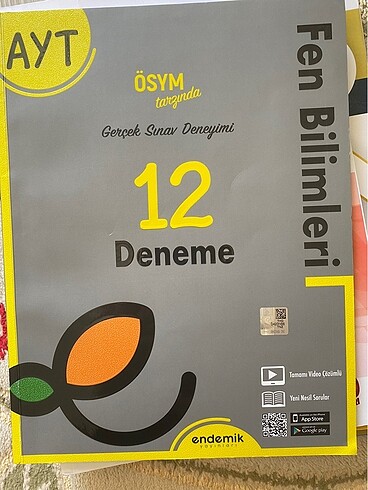 AYT
ÖSYM
tarzında
Gerçek Sınav Deneyimi
12
Deneme
Fen Bilimleri
Tamamı Video Çözümlü
Yeni Nesil Sorular
App Store
Google play
endemik
yayınları